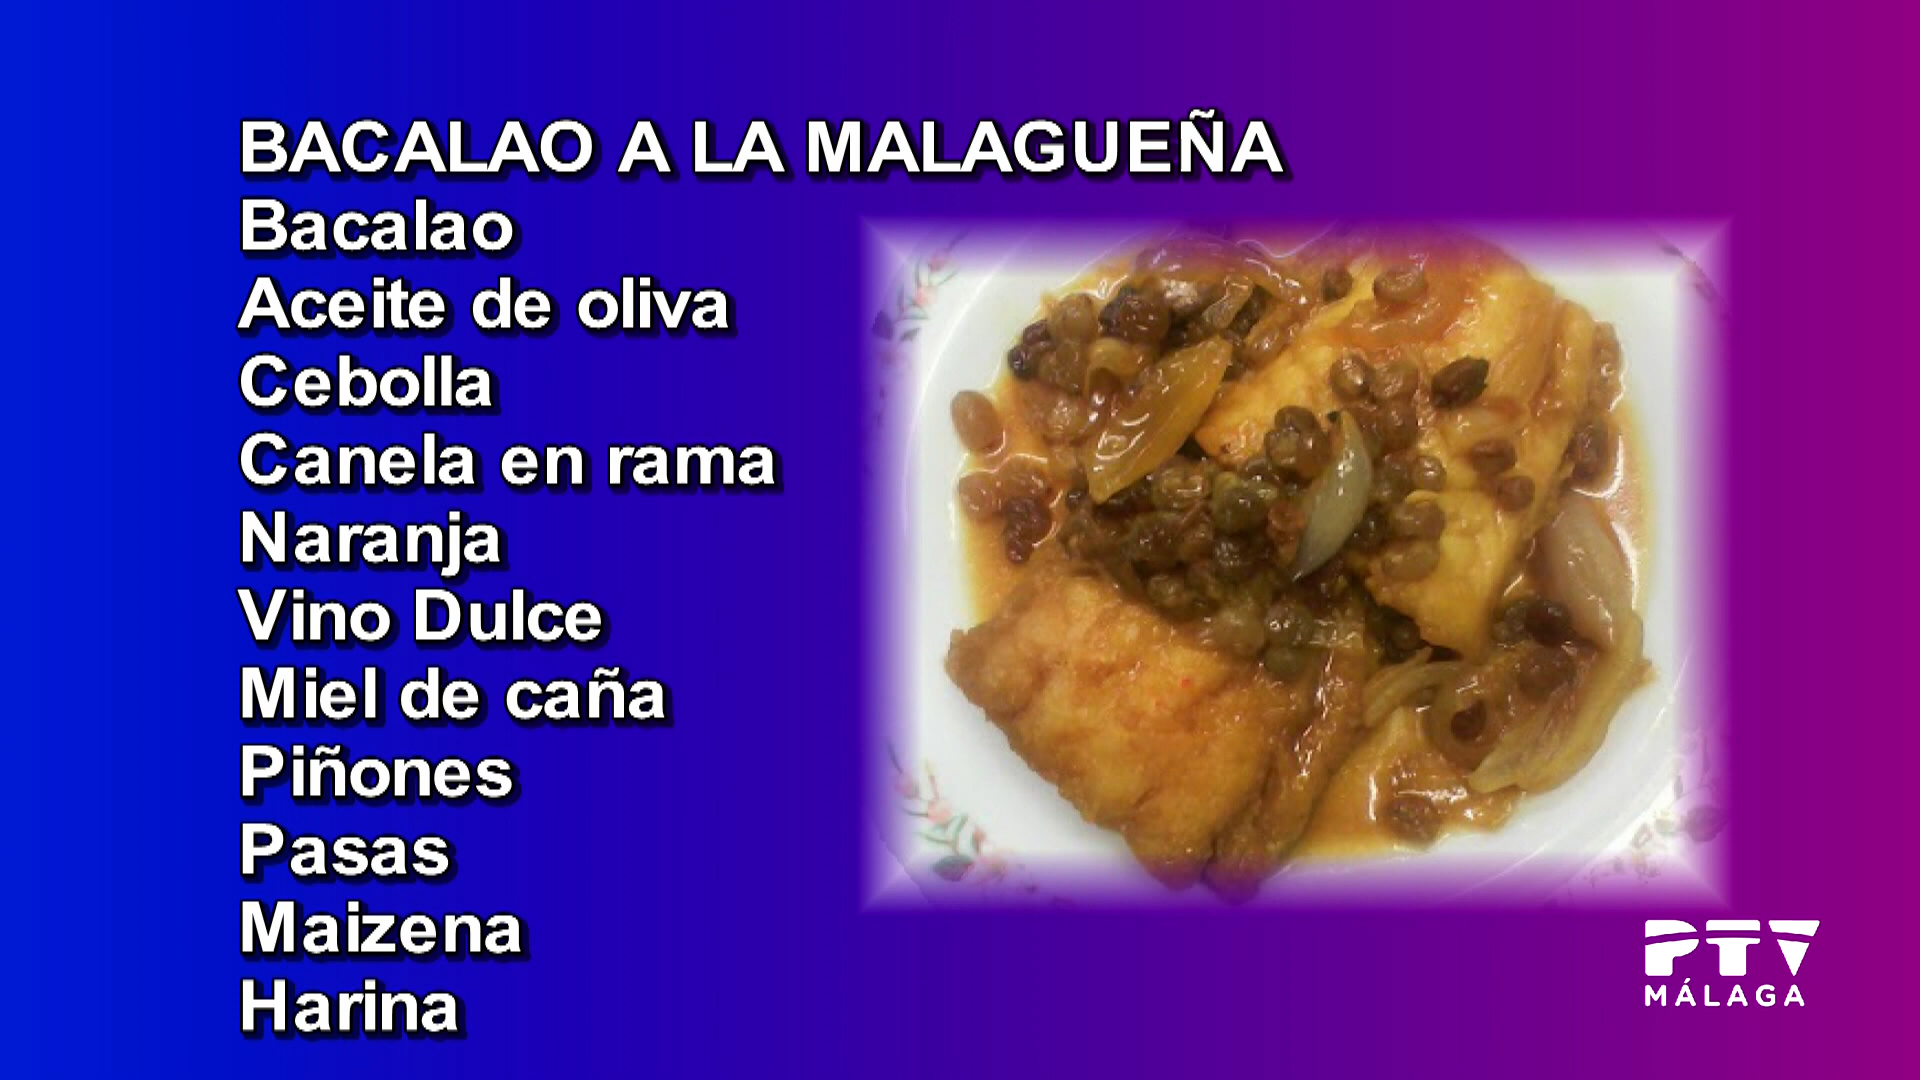 BACALAO A LA MALAGUEÑA
Bacalao
Aceite de oliva
Cebolla
Canela en rama
Naranja
Vino Dulce
Miel de caña
Piñones
Pasas
Maizena
Harina
PTV
MÁLAGA